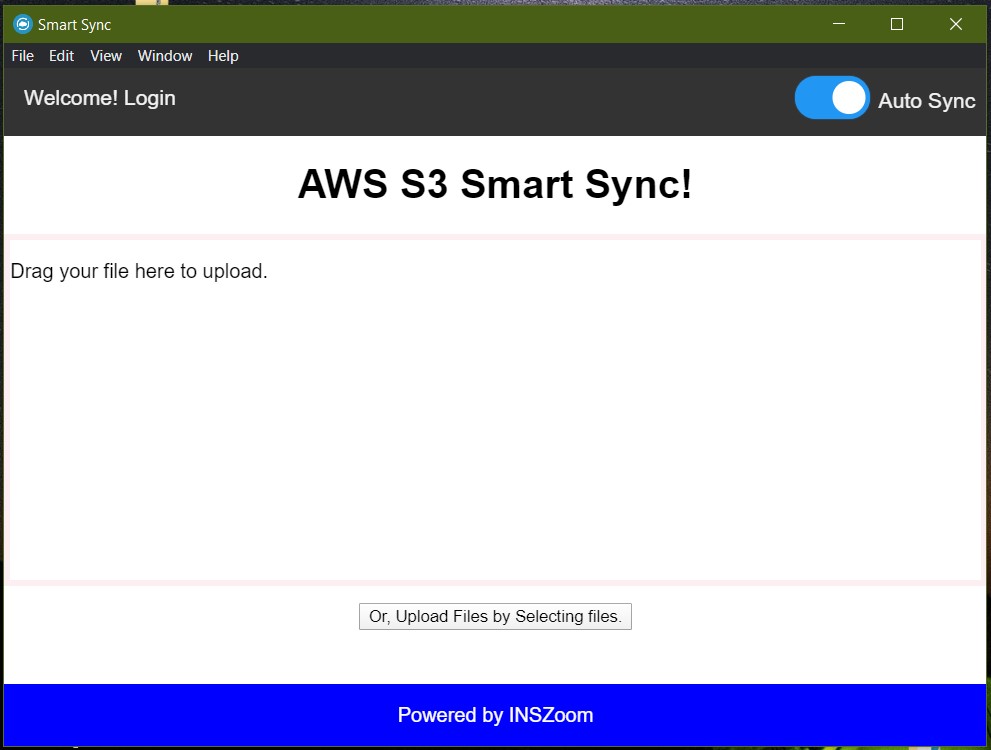 Smart Sync
File Edit View Window Help
Welcome! Login
Auto Sync
AWS S3 Smart Sync!
Drag your file here to upload.
Or, Upload Files by Selecting files.
Powered by INSZoom